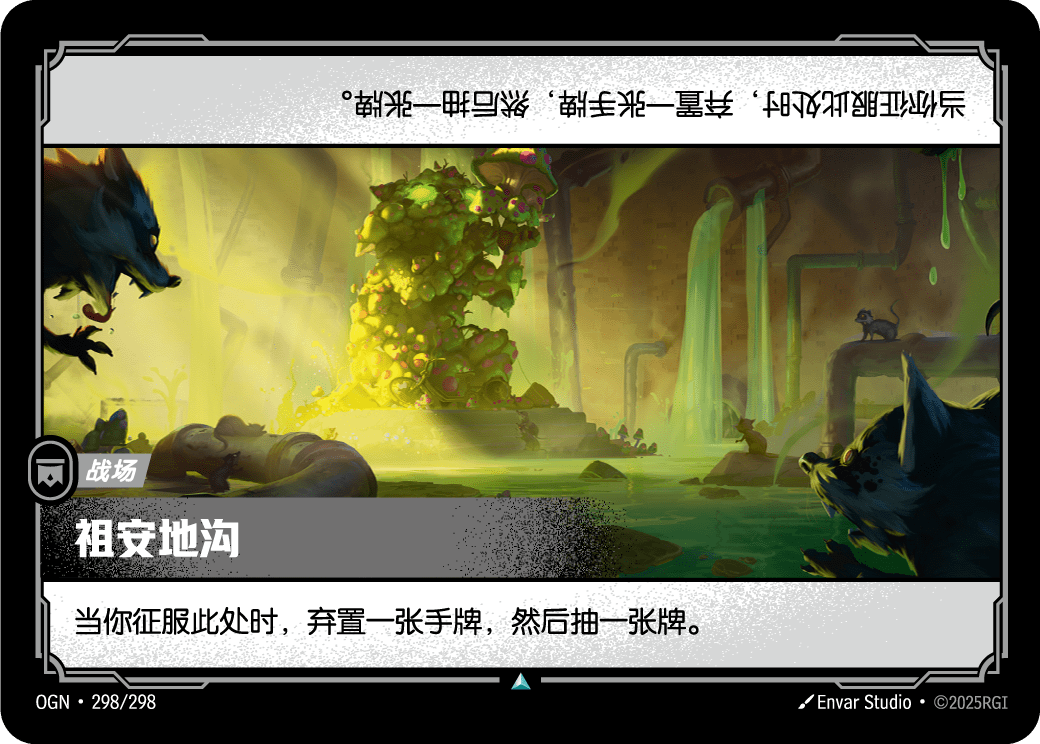 当你征服此处时，弃置一张手牌，然后抽一张牌。
战场
祖安地沟
当你征服此处时，弃置一张手牌，然后抽一张牌。
OGN • 298/298
Envar Studio • ©2025RGI